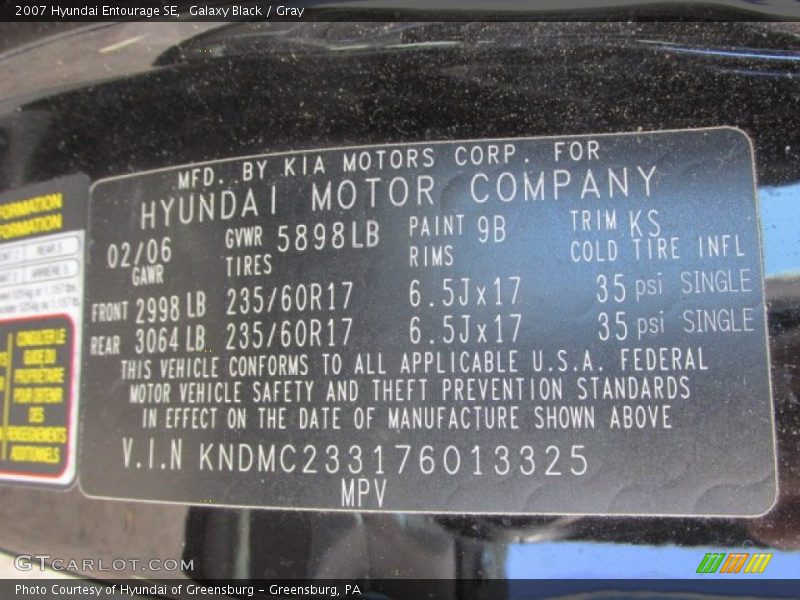 2007 Hyundai Entourage SE, Galaxy Black / Gray
MFD. BY KIA MOTORS CORP. FOR
HYUNDAI MOTOR COMPANY
02/06 GVWR 5898LB PAINT 9B TRIM KS
GAWR TIRES RIMS COLD TIRE INFL
FRONT 2998 LB 235/60R17 6.5Jx17 35 psi SINGLE
REAR 3064 LB 235/60R17 6.5Jx17 35 psi SINGLE
THIS VEHICLE CONFORMS TO ALL APPLICABLE U.S.A. FEDERAL
MOTOR VEHICLE SAFETY AND THEFT PREVENTION STANDARDS
IN EFFECT ON THE DATE OF MANUFACTURE SHOWN ABOVE
V.I.N KNDMC233176013325
MPV
FORMATION
FORMATION
REAR
ARRIERE
CONSULTER LE
GUIDE DU
PROPRIETAIRE
POUR OBTENIR
DES
RENSEIGNEMENTS
ADDITIONNELS
GTCARLOT.COM
Photo Courtesy of Hyundai of Greensburg - Greensburg, PA